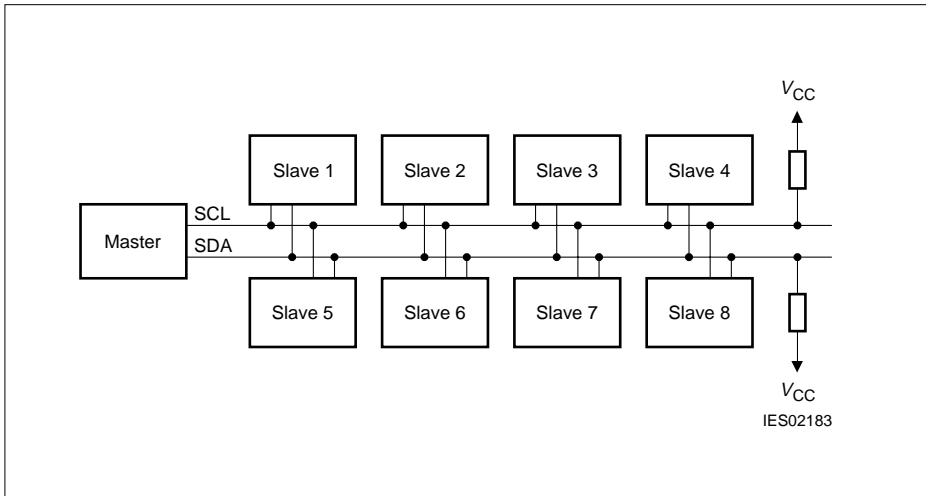 VCC
Slave 1
Slave 2
Slave 3
Slave 4
SCL
Master
SDA
Slave 5
Slave 6
Slave 7
Slave 8
VCC
IES02183